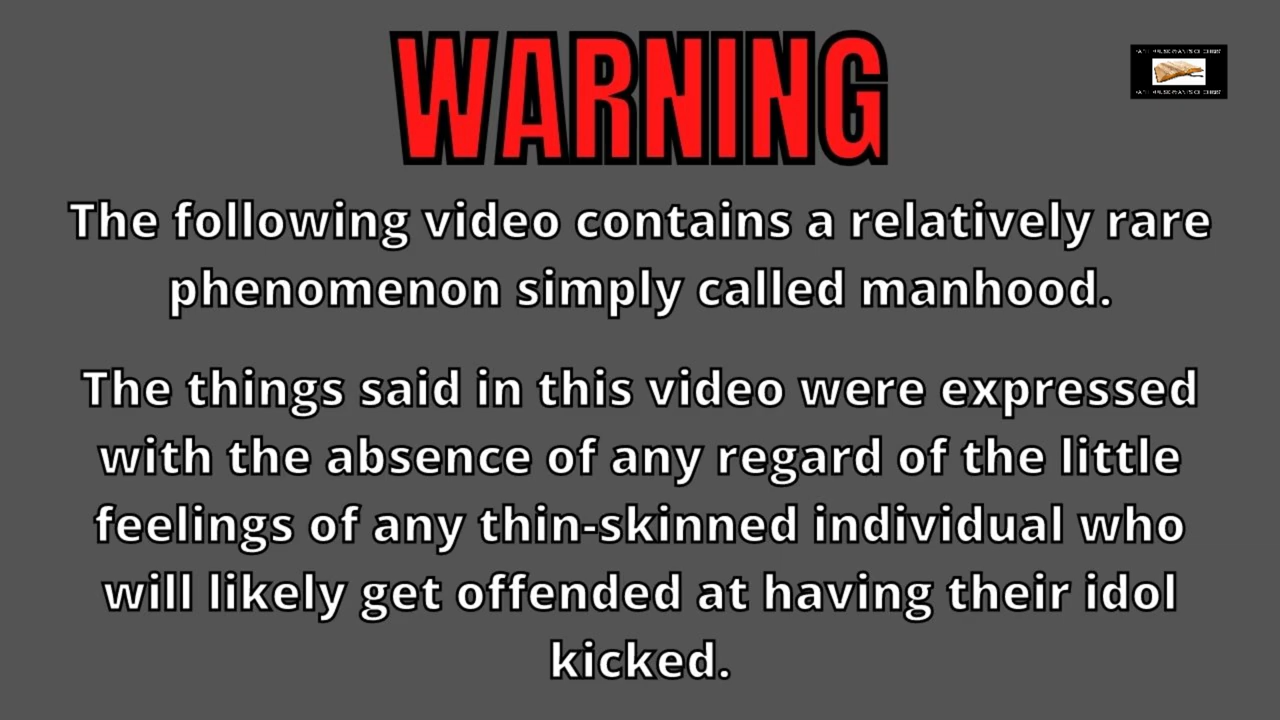 WARNING
The following video contains a relatively rare
phenomenon simply called manhood.
The things said in this video were expressed
with the absence of any regard of the little
feelings of any thin-skinned individual who
will likely get offended at having their idol
kicked.